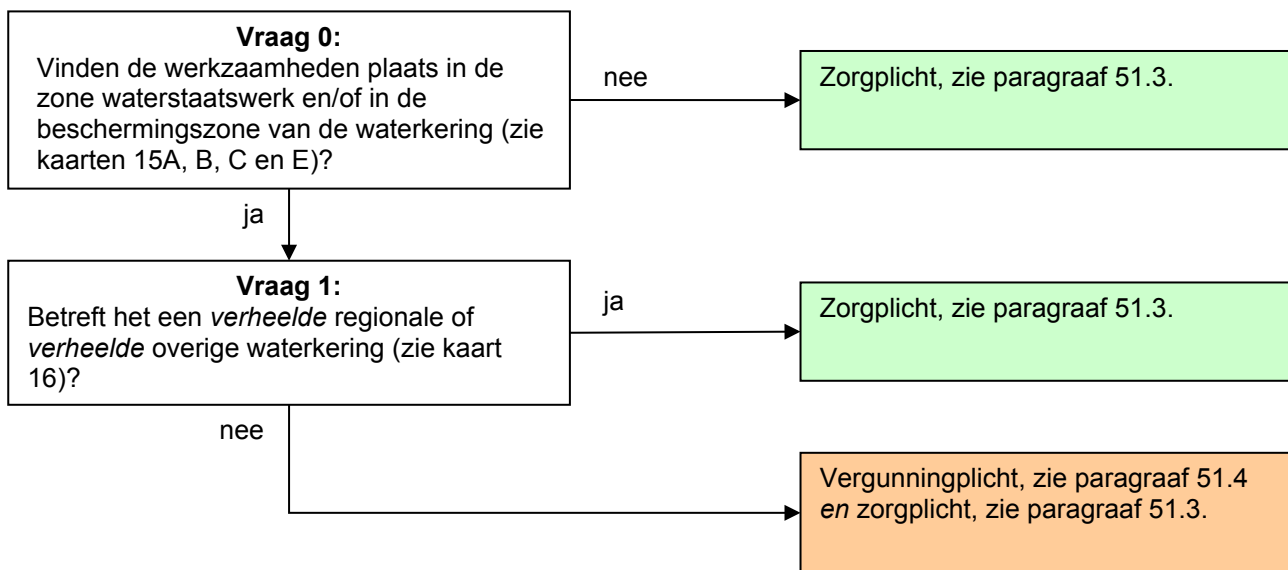 Vraag 0:
Vinden de werkzaamheden plaats in de
zone waterstaatswerk en/of in de
beschermingszone van de waterkering (zie
kaarten 15A, B, C en E)?
nee
Zorgplicht, zie paragraaf 51.3.
ja
Vraag 1:
Betreft het een verheelde regionale of
verheelde overige waterkering (zie kaart
16)?
ja
Zorgplicht, zie paragraaf 51.3.
nee
Vergunningplicht, zie paragraaf 51.4
en zorgplicht, zie paragraaf 51.3.